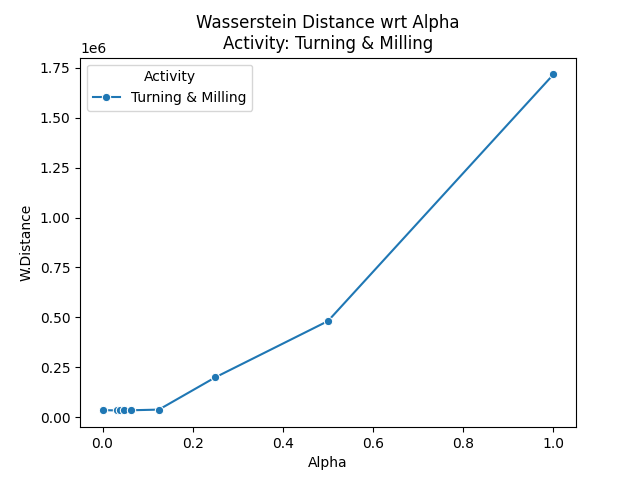 Wasserstein Distance wrt Alpha
Activity: Turning & Milling
1e6
Activity
Turning & Milling
1.75
1.50
1.25
1.00
0.75
0.50
0.25
0.00
W.Distance
0.0 0.2 0.4 0.6 0.8 1.0
Alpha